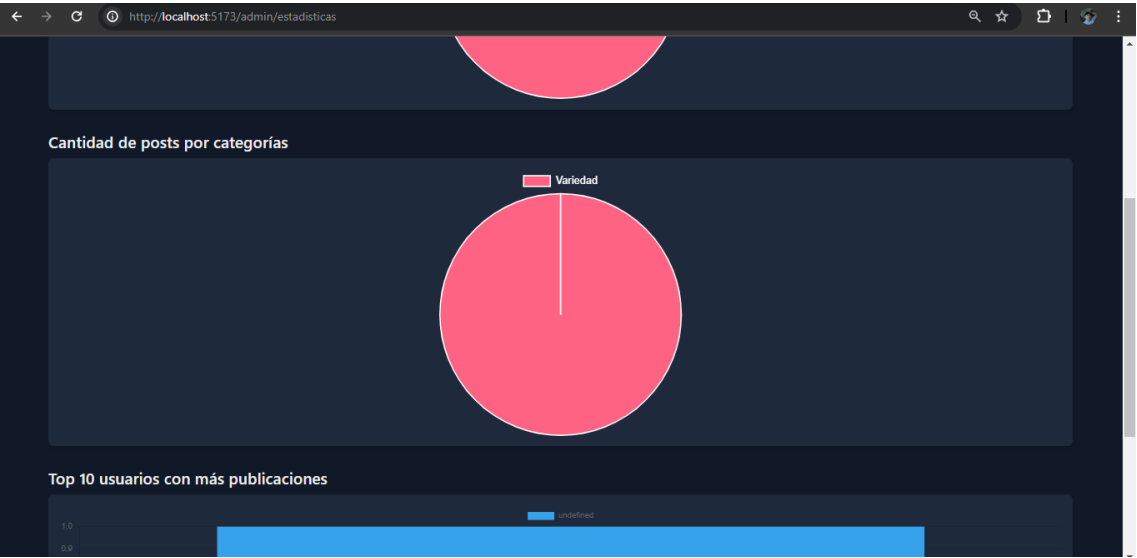 http://localhost:5173/admin/estadisticas
Cantidad de posts por categorías
Variedad
Top 10 usuarios con más publicaciones
undefined
1.0
0.9